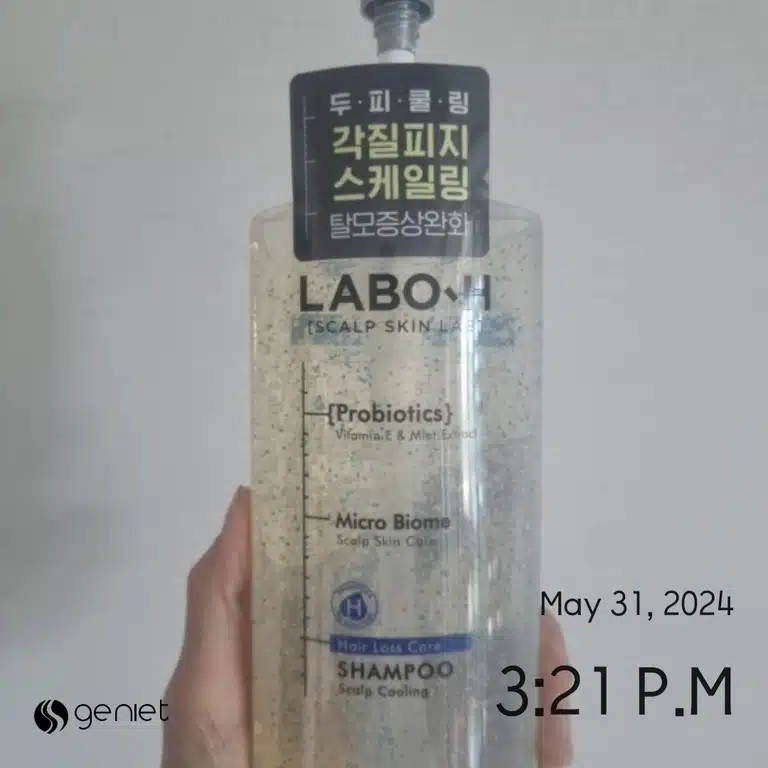 두·피·쿨·링
각질피지
스케일링
탈모증상완화
LABO-H
[SCALP SKIN LAB]
{Probiotics}
Vitamin E & Mint Extract
Micro Biome
Scalp Skin Care
H
Hair Loss Care
SHAMPOO
Scalp Cooling
May 31, 2024
3:21 P.M
geniet